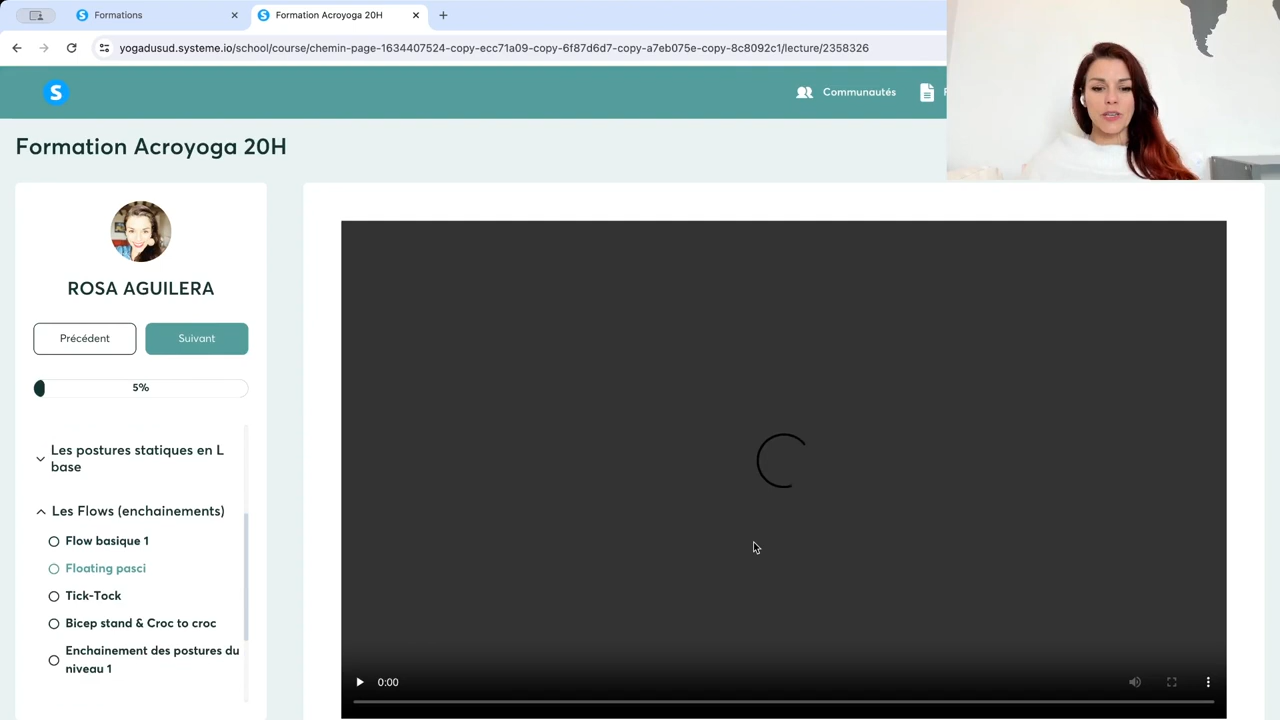 Formations
Formation Acroyoga 20H
yogadusud.systeme.io/school/course/chemin-page-1634407524-copy-ecc71a09-copy-6f87d6d7-copy-a7eb075e-copy-8c8092c1/lecture/2358326
S
Communautés
Formation Acroyoga 20H
ROSA AGUILERA
Précédent
Suivant
5%
Les postures statiques en L
base
Les Flows (enchainements)
Flow basique 1
Floating pasci
Tick-Tock
Bicep stand & Croc to croc
Enchainement des postures du
niveau 1
0:00